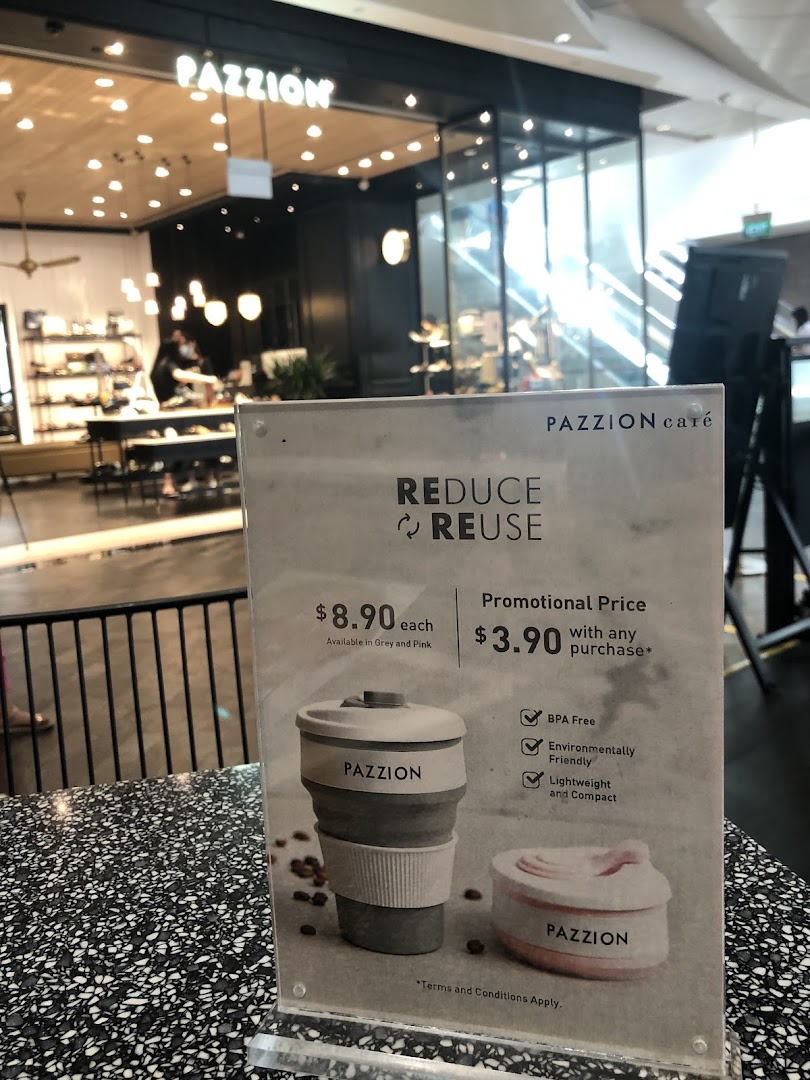 PAZZION
PAZZION café
REDUCE
REUSE
$8.90 each
Available in Grey and Pink
Promotional Price
$3.90 with any
purchase*
BPA Free
Environmentally
Friendly
Lightweight
and Compact
PAZZION
PAZZION
*Terms and Conditions Apply.